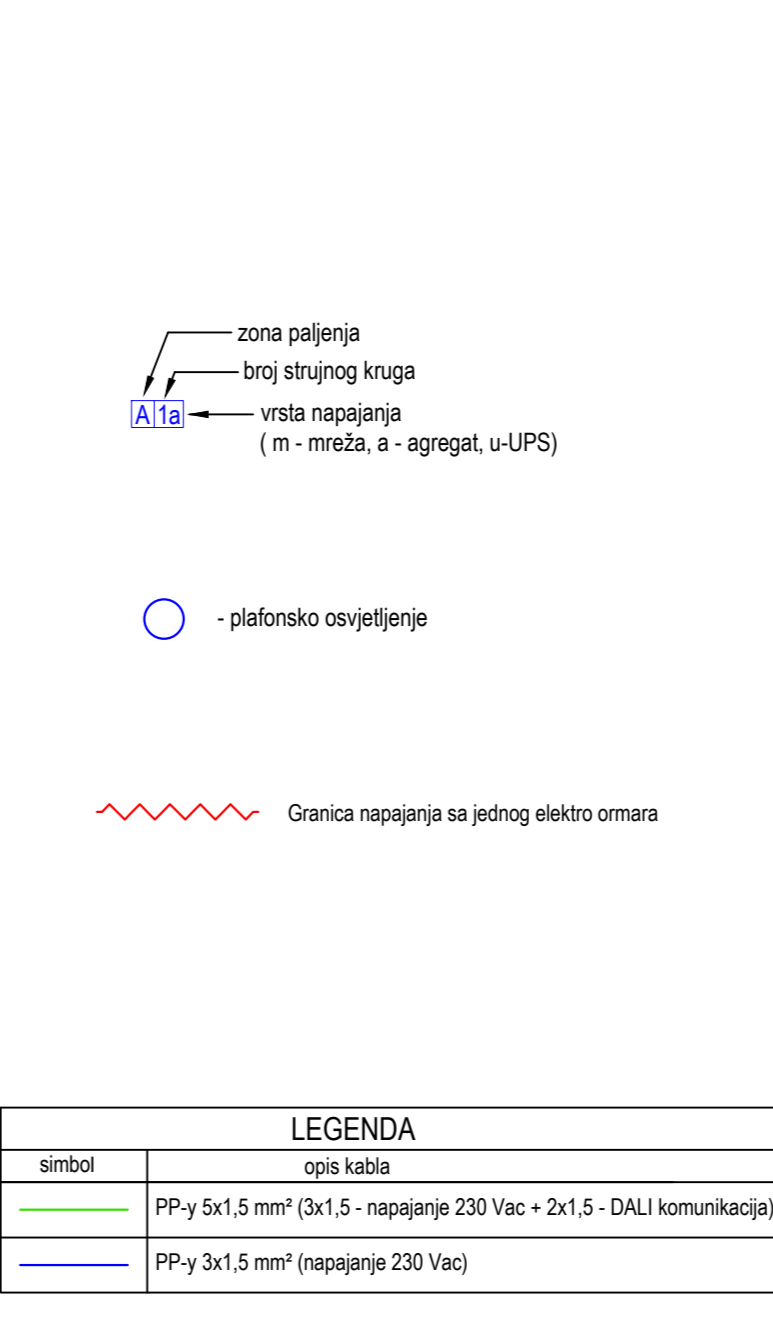 zona paljenja
broj strujnog kruga
A 1a
vrsta napajanja
( m - mreža, a - agregat, u-UPS)
- plafonsko osvjetljenje
Granica napajanja sa jednog elektro ormara
LEGENDA
simbol opis kabla
PP-y 5x1,5 mm² (3x1,5 - napajanje 230 Vac + 2x1,5 - DALI komunikacija)
PP-y 3x1,5 mm² (napajanje 230 Vac)